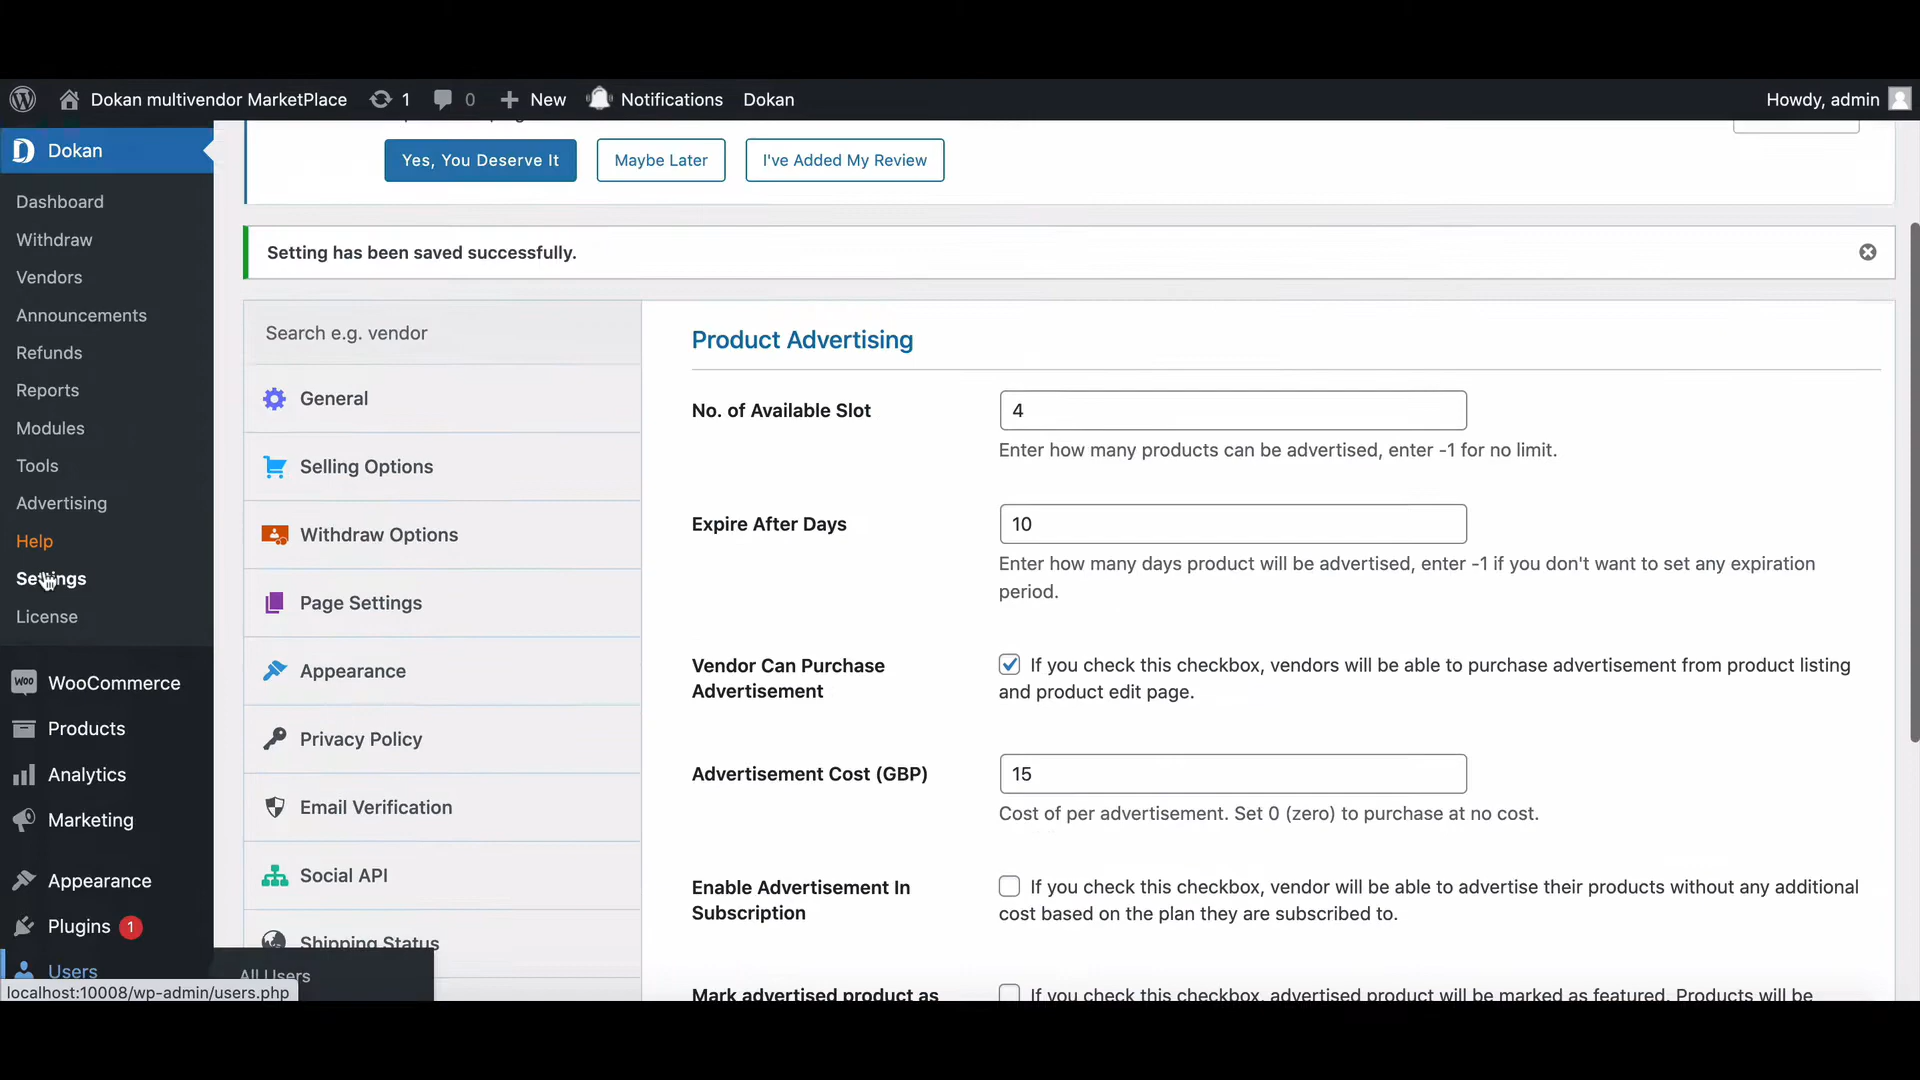 Dokan multivendor MarketPlace
1
0
New
Notifications
Dokan
Howdy, admin
Dokan
Dashboard
Withdraw
Vendors
Announcements
Refunds
Reports
Modules
Tools
Advertising
Help
Settings
License
WooCommerce
Products
Analytics
Marketing
Appearance
Plugins 1
Users
All Users
localhost:10008/wp-admin/users.php
Yes, You Deserve It
Maybe Later
I've Added My Review
Setting has been saved successfully.
Search e.g. vendor
General
Selling Options
Withdraw Options
Page Settings
Appearance
Privacy Policy
Email Verification
Social API
Shipping Status
Product Advertising
No. of Available Slot
4
Enter how many products can be advertised, enter -1 for no limit.
Expire After Days
10
Enter how many days product will be advertised, enter -1 if you don't want to set any expiration
period.
Vendor Can Purchase
Advertisement
If you check this checkbox, vendors will be able to purchase advertisement from product listing
and product edit page.
Advertisement Cost (GBP)
15
Cost of per advertisement. Set 0 (zero) to purchase at no cost.
Enable Advertisement In
Subscription
If you check this checkbox, vendor will be able to advertise their products without any additional
cost based on the plan they are subscribed to.
Mark advertised product as
If you check this checkbox, advertised product will be marked as featured. Products will be